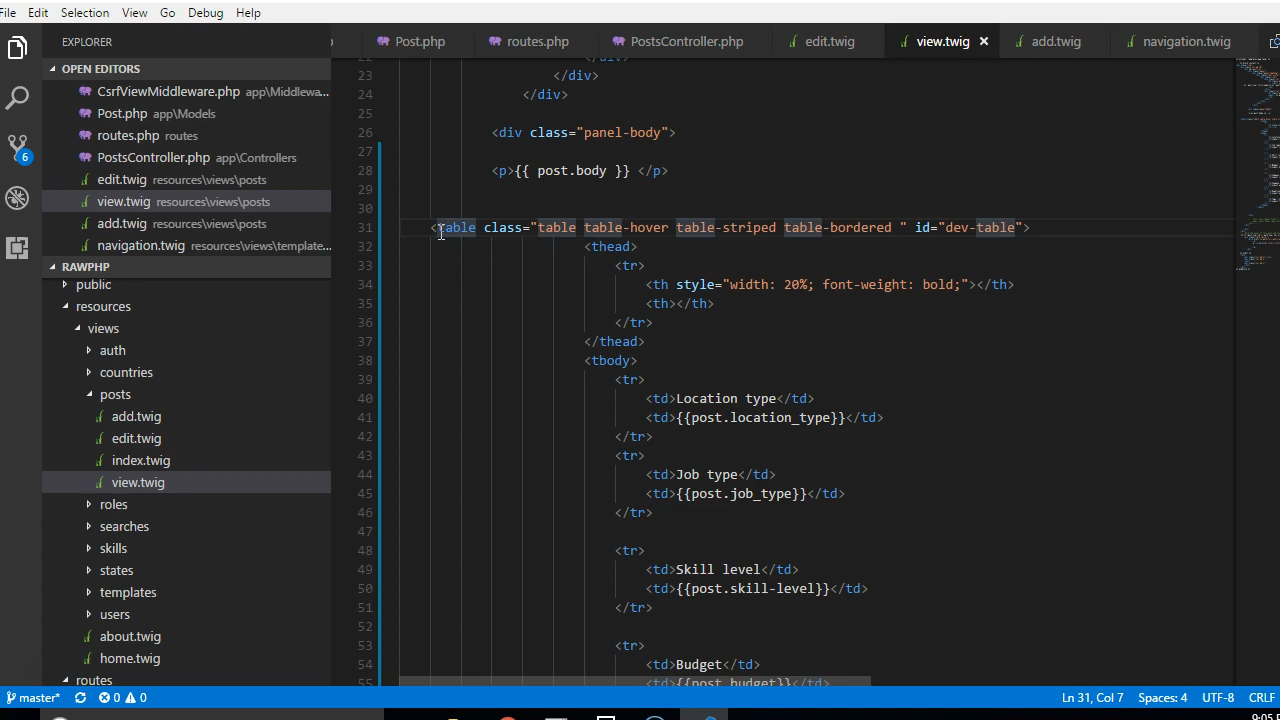 File Edit Selection View Go Debug Help
EXPLORER
OPEN EDITORS
CsrfViewMiddleware.php app\Middlewa...
Post.php app\Models
routes.php routes
PostsController.php app\Controllers
edit.twig resources\views\posts
view.twig resources\views\posts
add.twig resources\views\posts
navigation.twig resources\views\template...
RAWPHP
public
resources
views
auth
countries
posts
add.twig
edit.twig
index.twig
view.twig
roles
searches
skills
states
templates
users
about.twig
home.twig
routes
6
Post.php routes.php PostsController.php edit.twig view.twig × add.twig navigation.twig
22 </div>
23 </div>
24 </div>
25
26 <div class="panel-body">
27
28 <p>{{ post.body }} </p>
29
30
31 <table class="table table-hover table-striped table-bordered " id="dev-table">
32 <thead>
33 <tr>
34 <th style="width: 20%; font-weight: bold;"></th>
35 <th></th>
36 </tr>
37 </thead>
38 <tbody>
39 <tr>
40 <td>Location type</td>
41 <td>{{post.location_type}}</td>
42 </tr>
43 <tr>
44 <td>Job type</td>
45 <td>{{post.job_type}}</td>
46 </tr>
47
48 <tr>
49 <td>Skill level</td>
50 <td>{{post.skill-level}}</td>
51 </tr>
52
53 <tr>
54 <td>Budget</td>
55 <td>{{post.budget}}</td>
master* 0 0 Ln 31, Col 7 Spaces: 4 UTF-8 CRLF